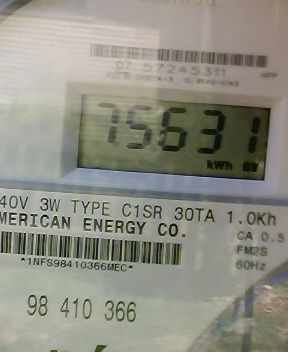 07 57245311
75631
kWh
40V 3W TYPE C1SR 30TA 1.0Kh
MERICAN ENERGY CO.
CA 0.5
FM2S
*1NFS98410366MEC*
60Hz
98 410 366